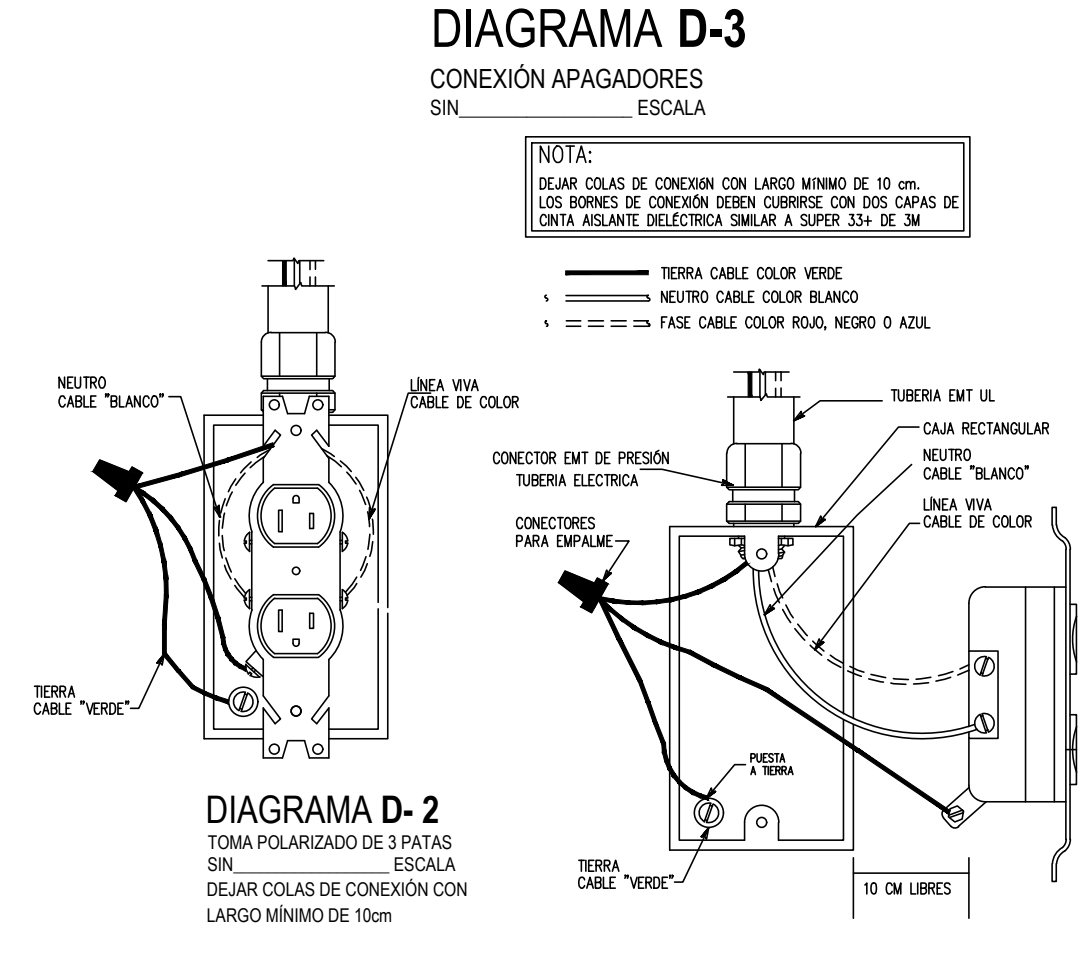 DIAGRAMA D-3
CONEXIÓN APAGADORES
SIN__________________ ESCALA
NOTA:
DEJAR COLAS DE CONEXIóN CON LARGO MíNIMO DE 10 cm.
LOS BORNES DE CONEXIÓN DEBEN CUBRIRSE CON DOS CAPAS DE
CINTA AISLANTE DIELÉCTRICA SIMILAR A SUPER 33+ DE 3M
TIERRA CABLE COLOR VERDE
NEUTRO CABLE COLOR BLANCO
FASE CABLE COLOR ROJO, NEGRO O AZUL
NEUTRO
CABLE "BLANCO"
LÍNEA VIVA
CABLE DE COLOR
TIERRA
CABLE "VERDE"
DIAGRAMA D- 2
TOMA POLARIZADO DE 3 PATAS
SIN__________________ ESCALA
DEJAR COLAS DE CONEXIÓN CON
LARGO MÍNIMO DE 10cm
TUBERIA EMT UL
CAJA RECTANGULAR
NEUTRO
CABLE "BLANCO"
LÍNEA VIVA
CABLE DE COLOR
CONECTOR EMT DE PRESIÓN
TUBERIA ELECTRICA
CONECTORES
PARA EMPALME
PUESTA
A TIERRA
TIERRA
CABLE "VERDE"
10 CM LIBRES